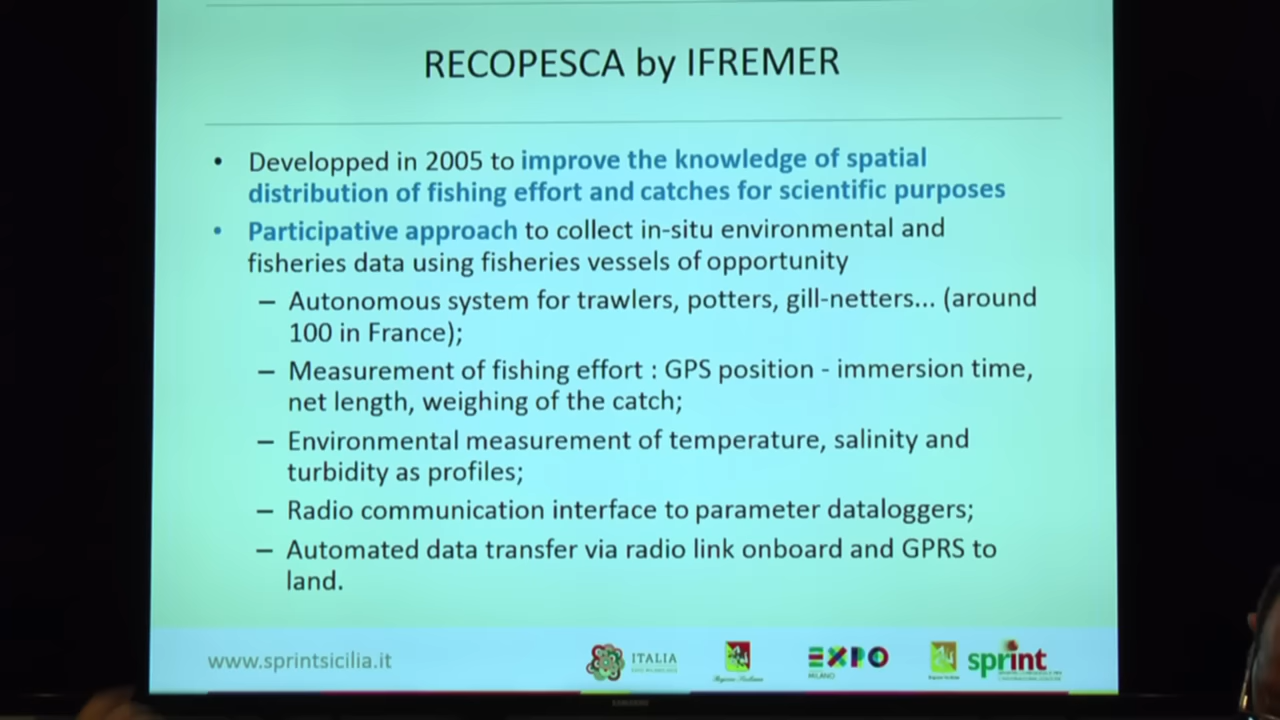 RECOPESCA by IFREMER
• Developped in 2005 to improve the knowledge of spatial
distribution of fishing effort and catches for scientific purposes
• Participative approach to collect in-situ environmental and
fisheries data using fisheries vessels of opportunity
– Autonomous system for trawlers, potters, gill-netters... (around
100 in France);
– Measurement of fishing effort : GPS position - immersion time,
net length, weighing of the catch;
– Environmental measurement of temperature, salinity and
turbidity as profiles;
– Radio communication interface to parameter dataloggers;
– Automated data transfer via radio link onboard and GPRS to
land.
www.sprintsicilia.it
ITALIA
EXPO
MILANO
sprint
SAMSUNG